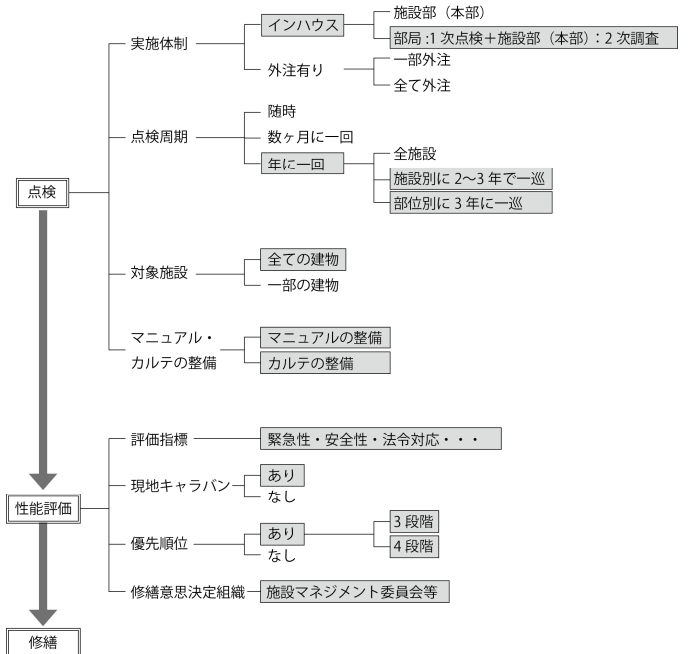 点検
実施体制
インハウス
施設部（本部）
部局：1 次点検＋施設部（本部）：2 次調査
外注有り
一部外注
全て外注
点検周期
随時
数ヶ月に一回
年に一回
全施設
施設別に 2～3 年で一巡
部位別に 3 年に一巡
対象施設
全ての建物
一部の建物
マニュアル・
カルテの整備
マニュアルの整備
カルテの整備
性能評価
評価指標
緊急性・安全性・法令対応・・・
現地キャラバン
あり
なし
優先順位
あり
3 段階
4 段階
なし
修繕意思決定組織
施設マネジメント委員会等
修繕